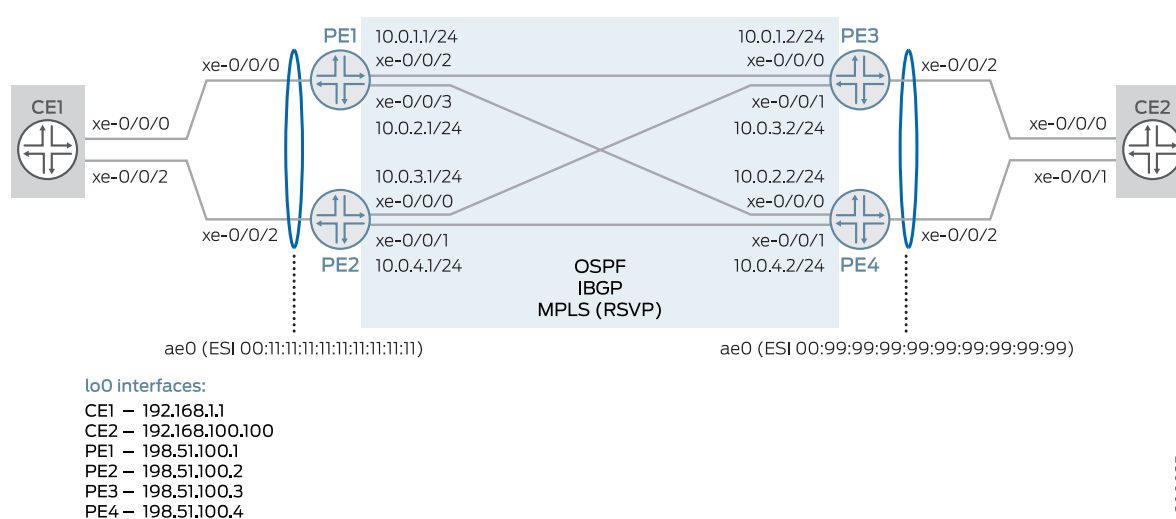 PE1
10.0.1.1/24
10.0.1.2/24
PE3
xe-0/0/0
xe-0/0/2
xe-0/0/0
xe-0/0/2
CE1
xe-0/0/3
xe-0/0/1
CE2
xe-0/0/0
10.0.2.1/24
10.0.3.2/24
xe-0/0/0
xe-0/0/2
10.0.3.1/24
10.0.2.2/24
xe-0/0/1
xe-0/0/0
xe-0/0/0
xe-0/0/2
xe-0/0/1
xe-0/0/1
xe-0/0/2
PE2
10.0.4.1/24
10.0.4.2/24
PE4
OSPF
IBGP
MPLS (RSVP)
ae0 (ESI 00:11:11:11:11:11:11:11:11:11)
ae0 (ESI 00:99:99:99:99:99:99:99:99:99)
lo0 interfaces:
CE1 – 192.168.1.1
CE2 – 192.168.100.100
PE1 – 198.51.100.1
PE2 – 198.51.100.2
PE3 – 198.51.100.3
PE4 – 198.51.100.4